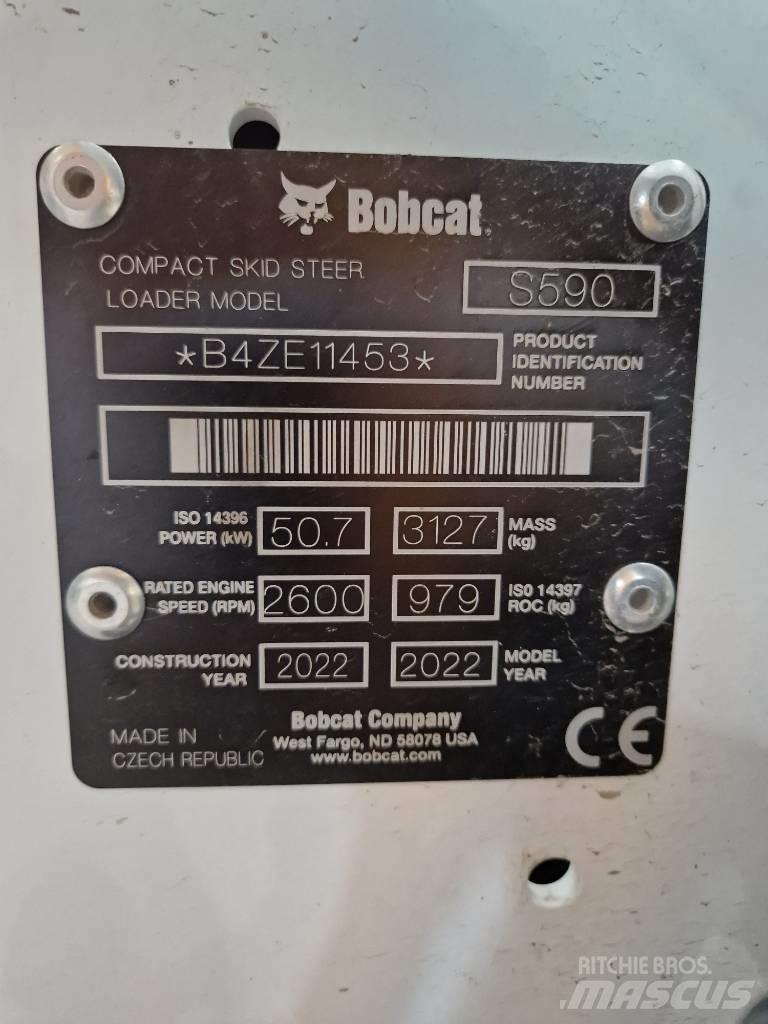 Bobcat
COMPACT SKID STEER
LOADER MODEL
S590
*B4ZE11453*
PRODUCT
IDENTIFICATION
NUMBER
ISO 14396
POWER (kW)
50.7
3127
MASS
(kg)
RATED ENGINE
SPEED (RPM)
2600
979
ISO 14397
ROC (kg)
CONSTRUCTION
YEAR
2022
2022
MODEL
YEAR
MADE IN
CZECH REPUBLIC
Bobcat Company
West Fargo, ND 58078 USA
www.bobcat.com
CE
RITCHIE BROS.
MASCUS